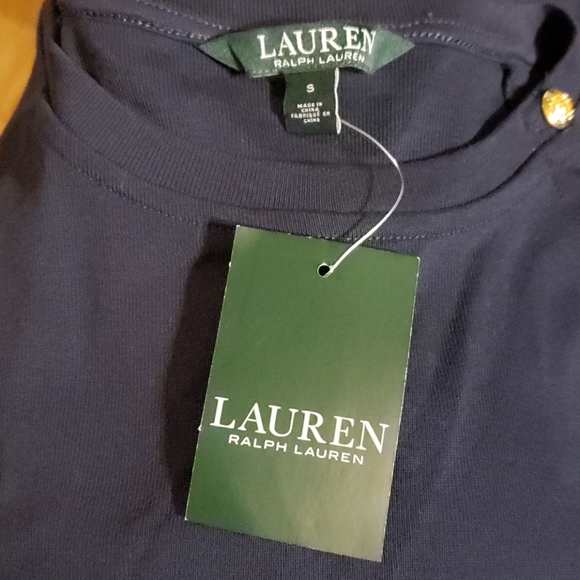 LAUREN
RALPH LAUREN
S
MADE IN
CHINA
FABRIQUÉ EN
CHINE
LAUREN
RALPH LAUREN